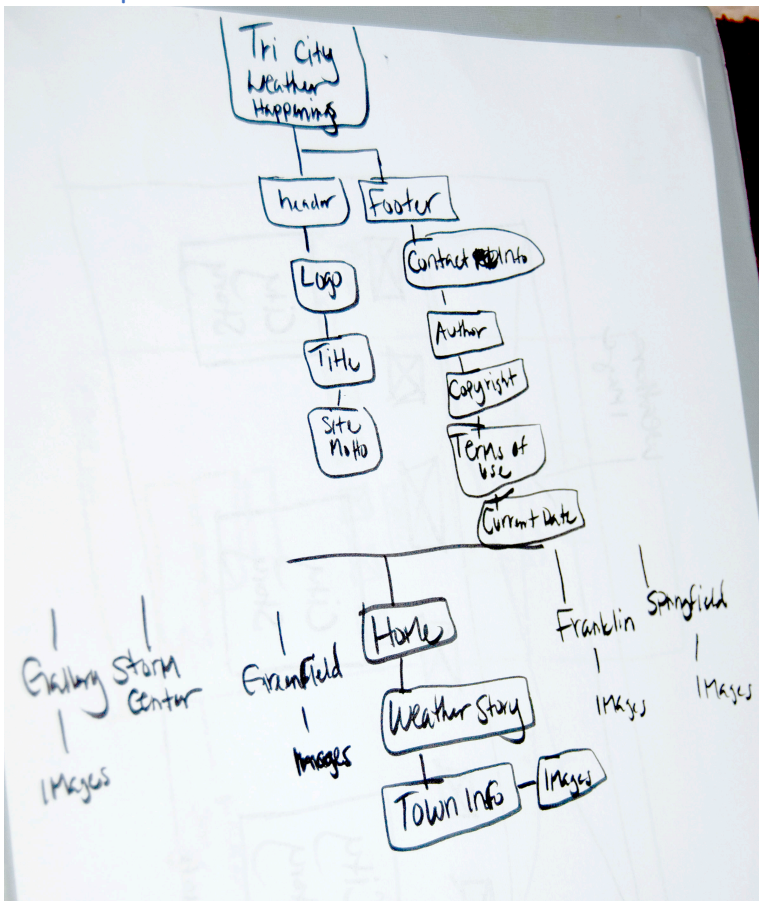 Tri City
Weather
Happening
header
Footer
Logo
Contact Info
Title
Author
Site
Motto
Copyright
Terms of
use
Current Date
Gallery
Storm
Center
Greenfield
Home
Franklin
Springfield
Images
Images
Weather Story
Images
Images
Town Info
Images